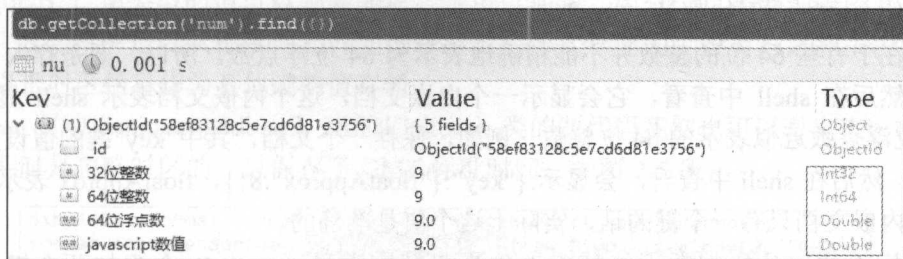 db.getCollection('num').find({})
nu 0.001 s
Key Value Type
(1) ObjectId("58ef83128c5e7cd6d81e3756") { 5 fields } Object
_id ObjectId("58ef83128c5e7cd6d81e3756") ObjectId
32位整数 9 Int32
64位整数 9 Int64
64位浮点数 9.0 Double
javascript数值 9.0 Double